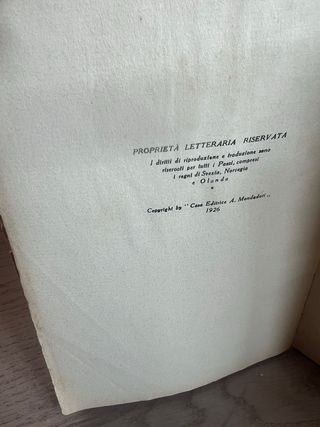 PROPRIETÀ LETTERARIA RISERVATA
I diritti di riproduzione e traduzione sono
riservati per tutti i Paesi, compresi
i regni di Svezia, Norvegia
e Olanda
*
Copyright by "Casa Editrice A. Mondadori"
1926